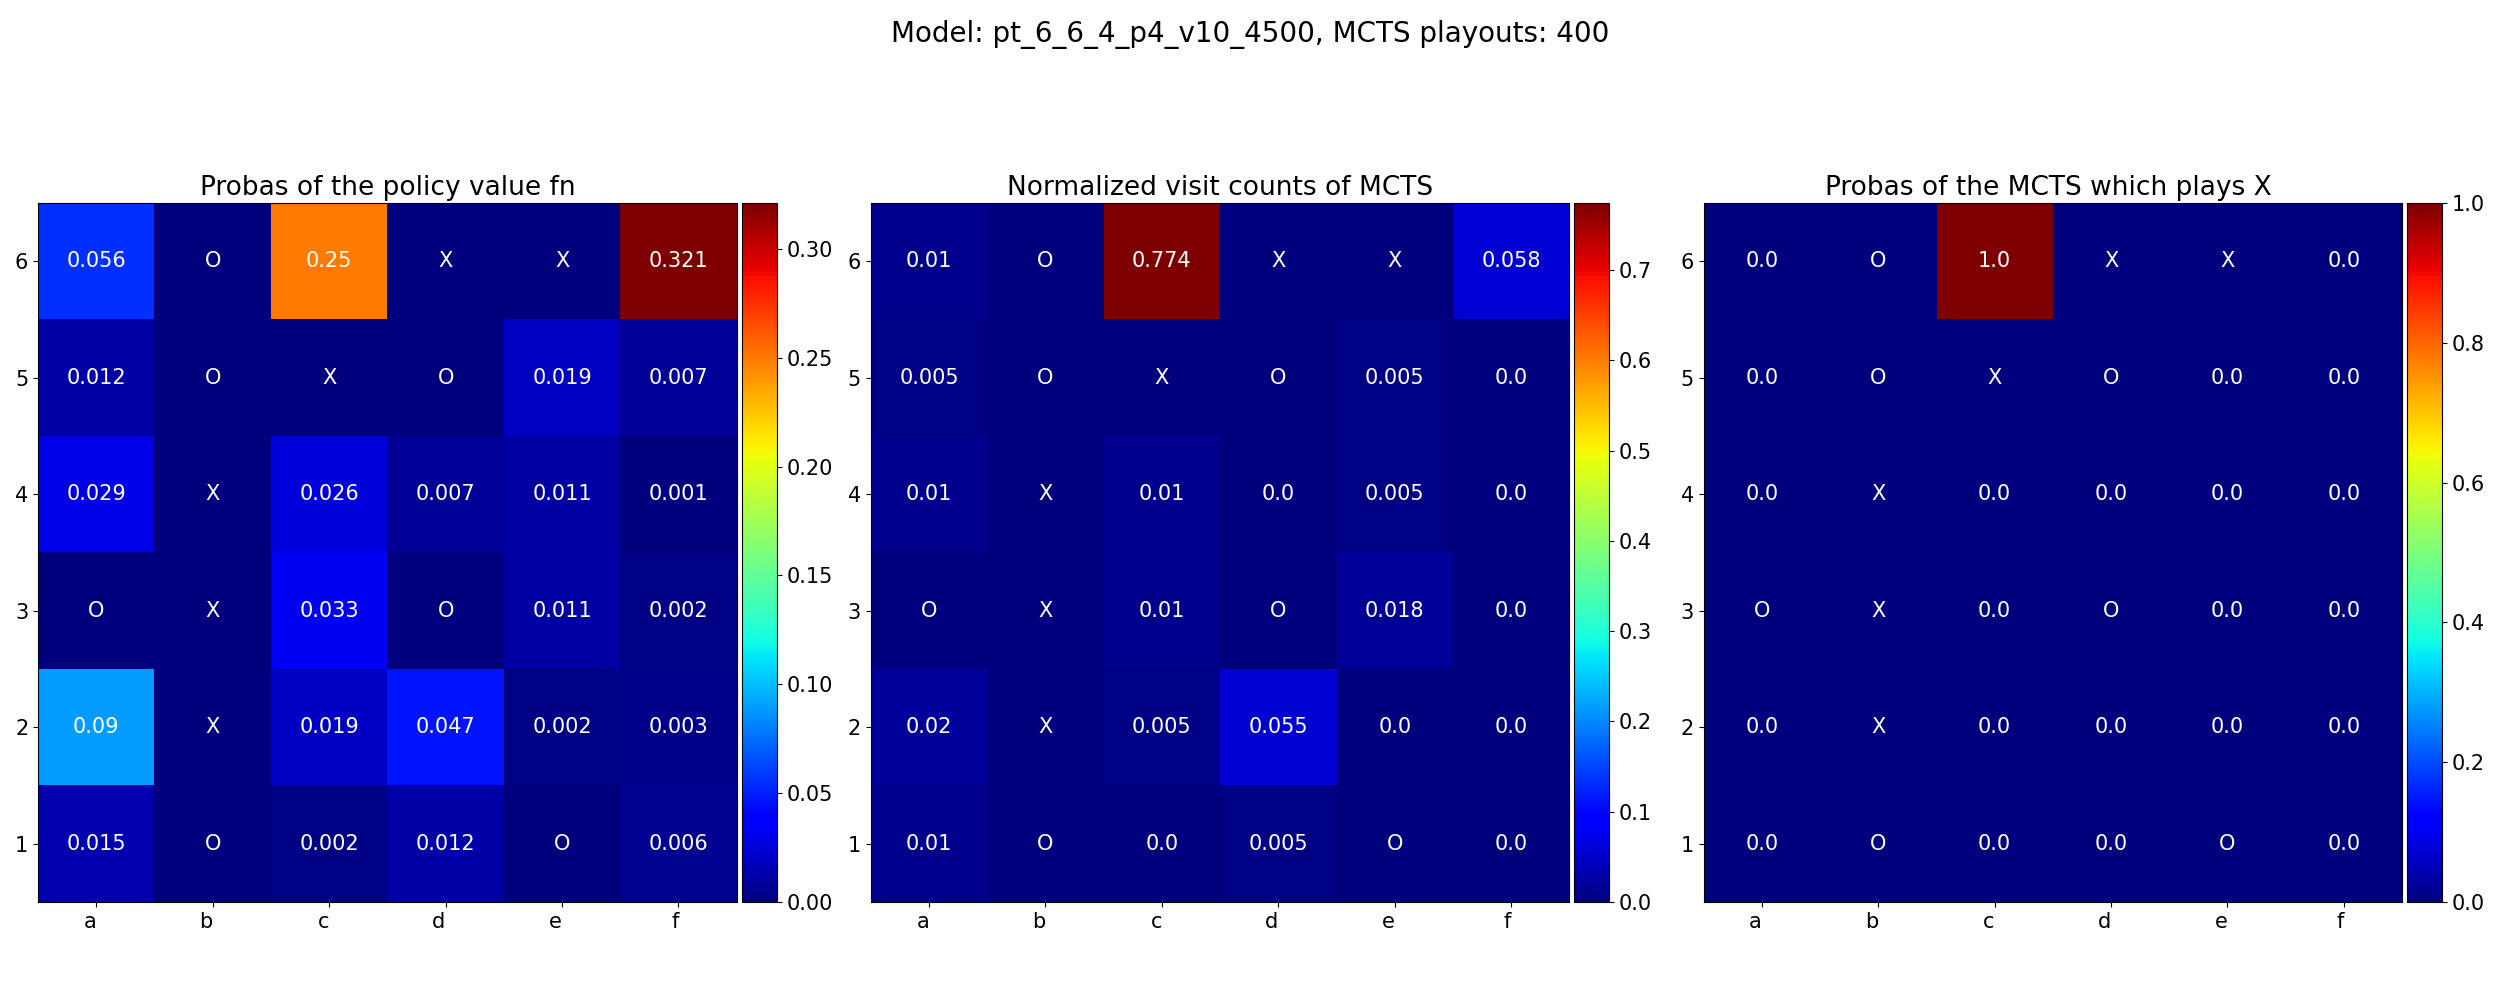 Model: pt_6_6_4_p4_v10_4500, MCTS playouts: 400
Probas of the policy value fn
6 0.056 O 0.25 X X 0.321
5 0.012 O X O 0.019 0.007
4 0.029 X 0.026 0.007 0.011 0.001
3 O X 0.033 O 0.011 0.002
2 0.09 X 0.019 0.047 0.002 0.003
1 0.015 O 0.002 0.012 O 0.006
a b c d e f
0.30
0.25
0.20
0.15
0.10
0.05
0.00
Normalized visit counts of MCTS
6 0.01 O 0.774 X X 0.058
5 0.005 O X O 0.005 0.0
4 0.01 X 0.01 0.0 0.005 0.0
3 O X 0.01 O 0.018 0.0
2 0.02 X 0.005 0.055 0.0 0.0
1 0.01 O 0.0 0.005 O 0.0
a b c d e f
0.7
0.6
0.5
0.4
0.3
0.2
0.1
0.0
Probas of the MCTS which plays X
6 0.0 O 1.0 X X 0.0
5 0.0 O X O 0.0 0.0
4 0.0 X 0.0 0.0 0.0 0.0
3 O X 0.0 O 0.0 0.0
2 0.0 X 0.0 0.0 0.0 0.0
1 0.0 O 0.0 0.0 O 0.0
a b c d e f
1.0
0.8
0.6
0.4
0.2
0.0